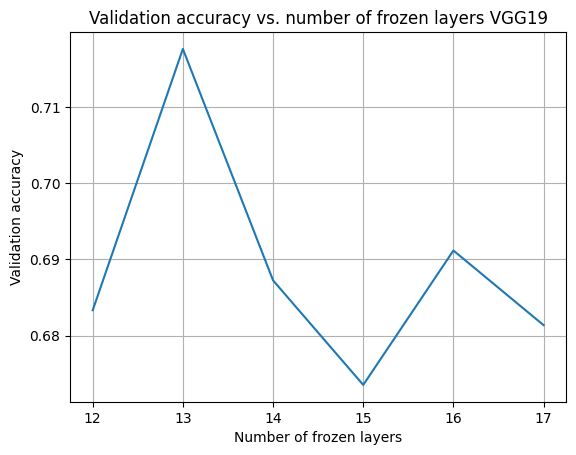 Validation accuracy vs. number of frozen layers VGG19
0.71
0.70
0.69
0.68
Validation accuracy
12 13 14 15 16 17
Number of frozen layers